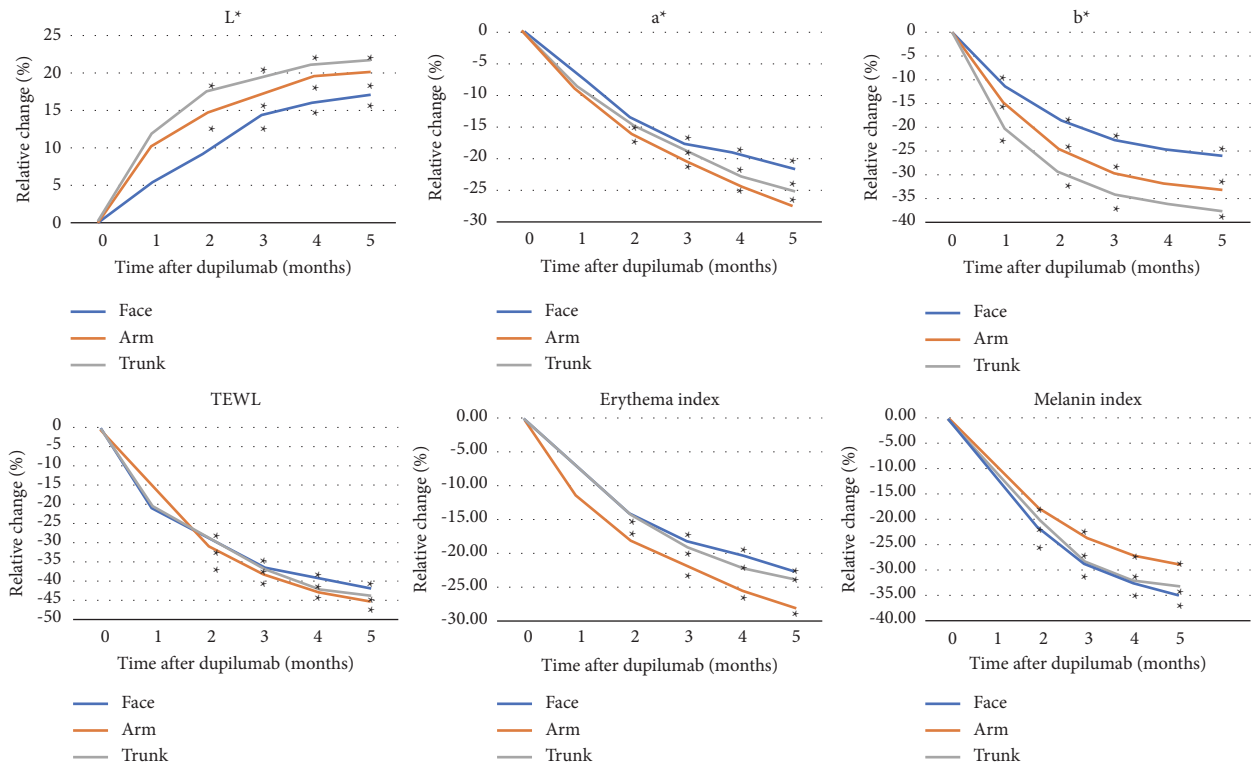 L*
Relative change (%)
25
20
15
10
5
0
0 1 2 3 4 5
Time after dupilumab (months)
Face
Arm
Trunk
a*
Relative change (%)
0
-5
-10
-15
-20
-25
-30
0 1 2 3 4 5
Time after dupilumab (months)
Face
Arm
Trunk
b*
Relative change (%)
0
-5
-10
-15
-20
-25
-30
-35
-40
0 1 2 3 4 5
Time after dupilumab (months)
Face
Arm
Trunk
TEWL
Relative change (%)
0
-5
-10
-15
-20
-25
-30
-35
-40
-45
-50
0 1 2 3 4 5
Time after dupilumab (months)
Face
Arm
Trunk
Erythema index
Relative change (%)
0.00
-5.00
-10.00
-15.00
-20.00
-25.00
-30.00
0 1 2 3 4 5
Time after dupilumab (months)
Face
Arm
Trunk
Melanin index
Relative change (%)
0.00
-5.00
-10.00
-15.00
-20.00
-25.00
-30.00
-35.00
-40.00
0 1 2 3 4 5
Time after dupilumab (months)
Face
Arm
Trunk